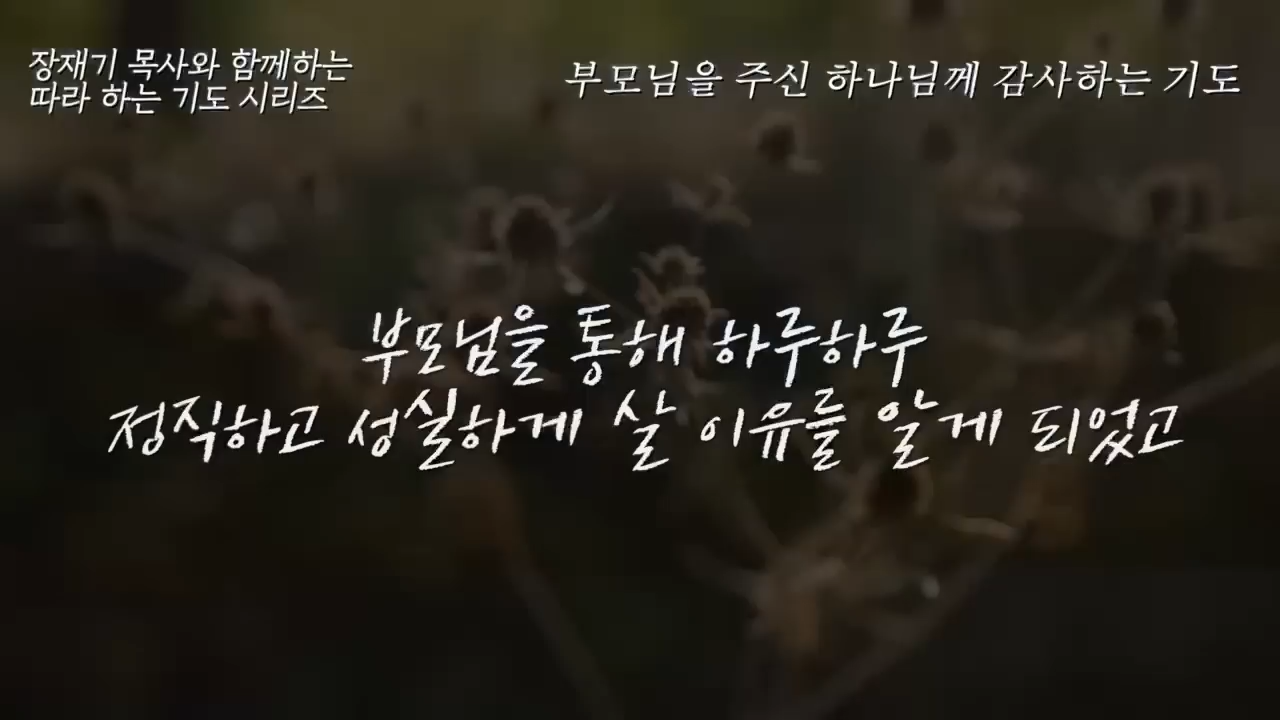 장재기 목사와 함께하는
따라 하는 기도 시리즈
부모님을 주신 하나님께 감사하는 기도
부모님을 통해 하루하루
정직하고 성실하게 살 이유를 알게 되었고